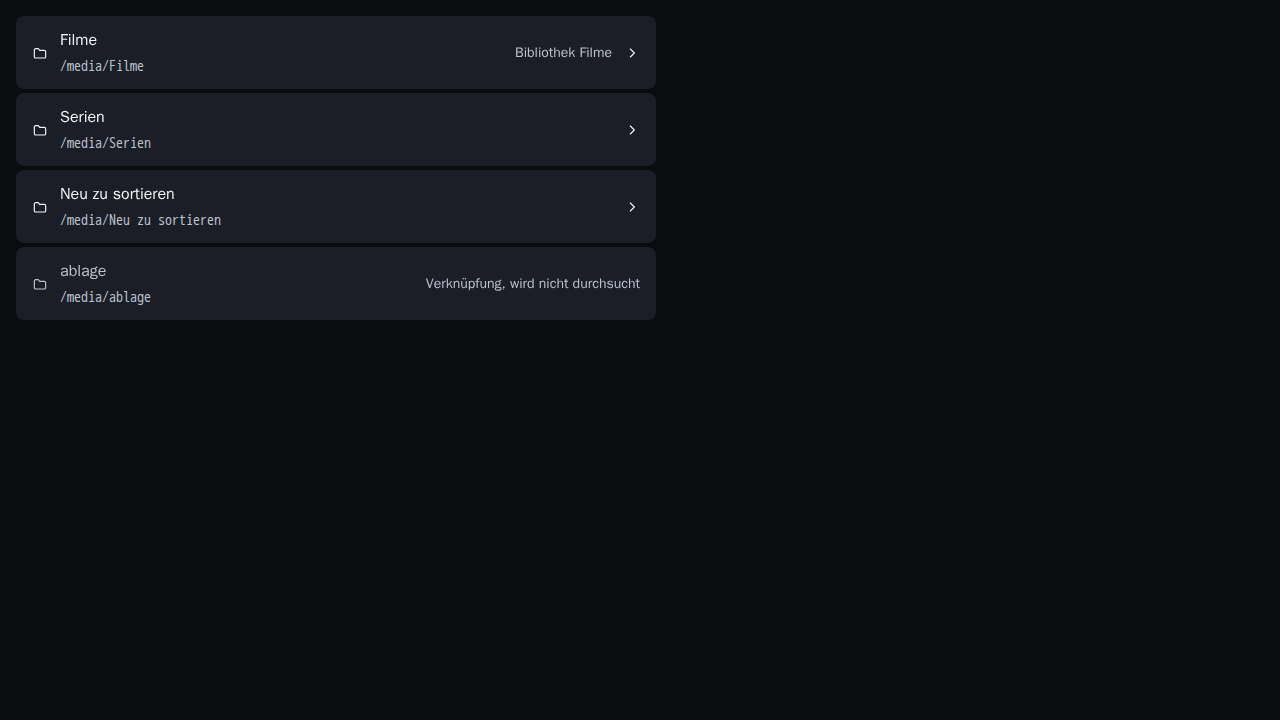 Filme
/media/Filme
Bibliothek Filme
Serien
/media/Serien
Neu zu sortieren
/media/Neu zu sortieren
ablage
/media/ablage
Verknüpfung, wird nicht durchsucht